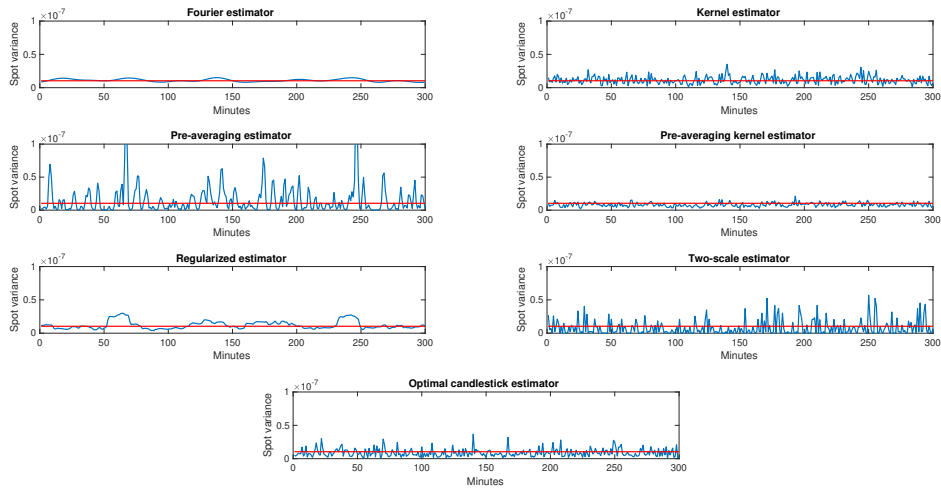 Fourier estimator
×10-7
1
0.5
0
Spot variance
0 50 100 150 200 250 300
Minutes
Kernel estimator
×10-7
1
0.5
0
Spot variance
0 50 100 150 200 250 300
Minutes
Pre-averaging estimator
×10-7
1
0.5
0
Spot variance
0 50 100 150 200 250 300
Minutes
Pre-averaging kernel estimator
×10-7
1
0.5
0
Spot variance
0 50 100 150 200 250 300
Minutes
Regularized estimator
×10-7
1
0.5
0
Spot variance
0 50 100 150 200 250 300
Minutes
Two-scale estimator
×10-7
1
0.5
0
Spot variance
0 50 100 150 200 250 300
Minutes
Optimal candlestick estimator
×10-7
1
0.5
0
Spot variance
0 50 100 150 200 250 300
Minutes